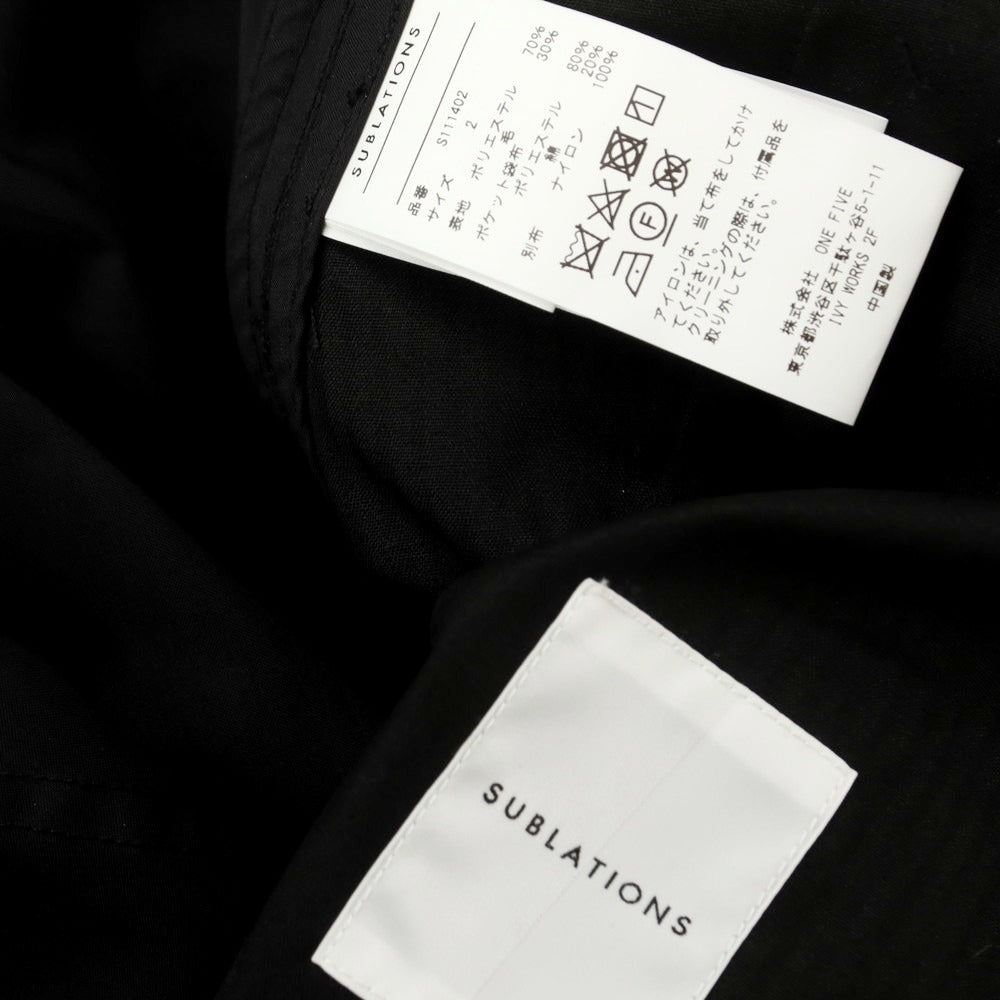 SUBLATIONS
品番 S111402
サイズ 2
表地 ポリエステル 70%
毛 30%
ポケット袋布 ポリエステル 80%
綿 20%
別布 ナイロン 100%
F
W
アイロンは、当て布をしてかけ
てください。
クリーニングの際は、付属品を
取り外してください。
株式会社 ONE FIVE
東京都渋谷区千駄ヶ谷5-1-11
IVY WORKS 2F
中国製
SUBLATIONS